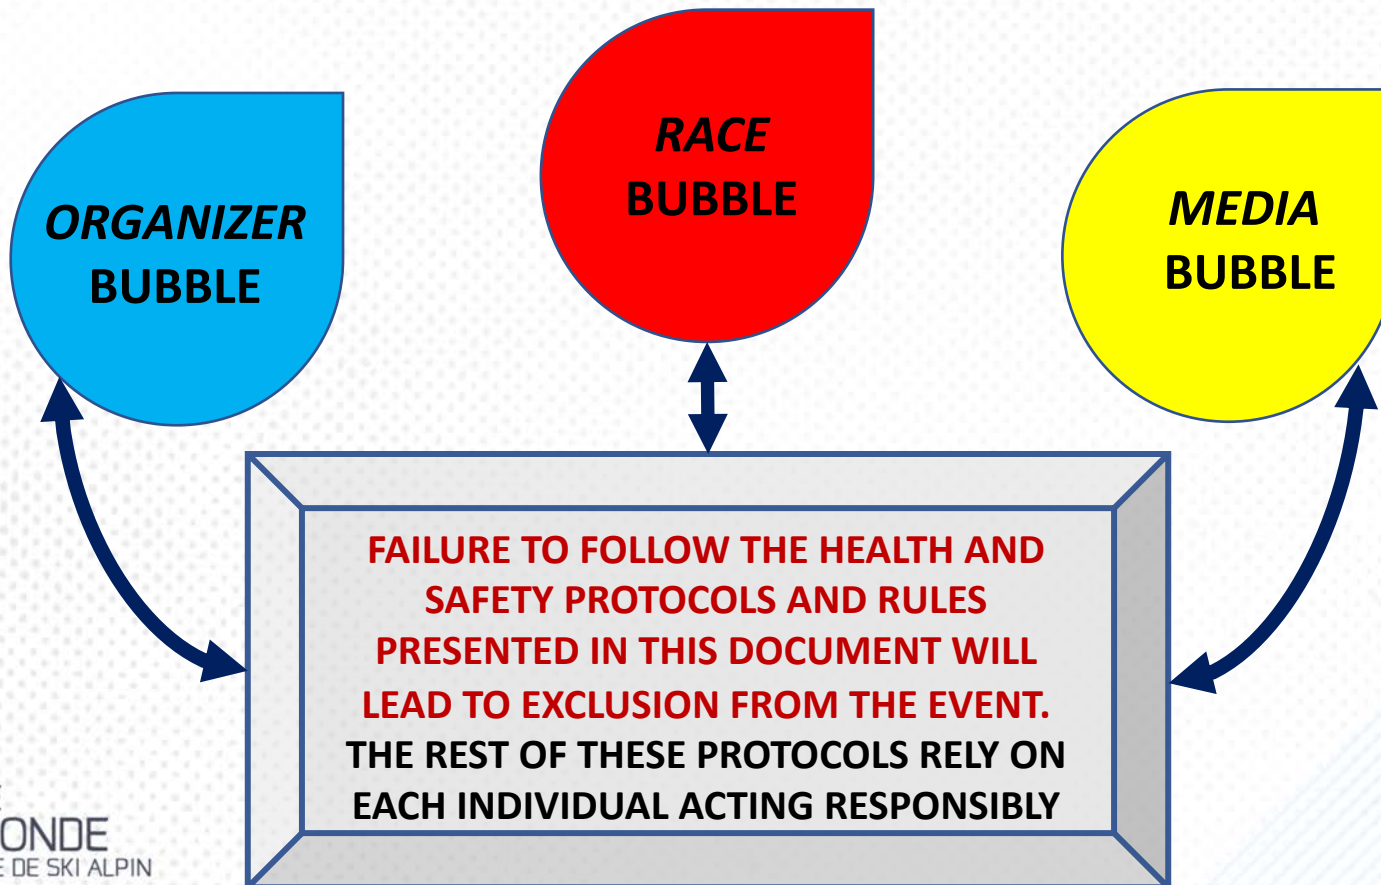 RACE
BUBBLE
ORGANIZER
BUBBLE
MEDIA
BUBBLE
FAILURE TO FOLLOW THE HEALTH AND
SAFETY PROTOCOLS AND RULES
PRESENTED IN THIS DOCUMENT WILL
LEAD TO EXCLUSION FROM THE EVENT.
THE REST OF THESE PROTOCOLS RELY ON
EACH INDIVIDUAL ACTING RESPONSIBLY
ONDE
DE SKI ALPIN